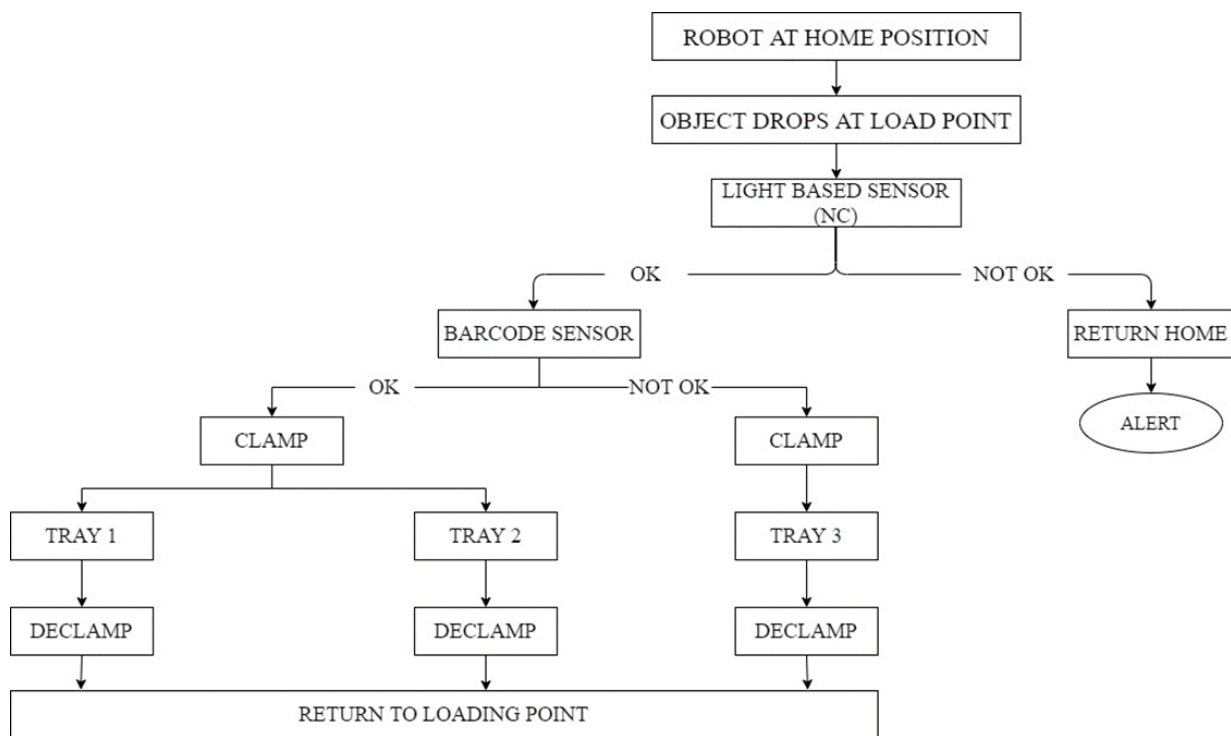 ROBOT AT HOME POSITION
OBJECT DROPS AT LOAD POINT
LIGHT BASED SENSOR
(NC)
OK
NOT OK
BARCODE SENSOR
RETURN HOME
OK
NOT OK
ALERT
CLAMP
CLAMP
TRAY 1
TRAY 2
TRAY 3
DECLAMP
DECLAMP
DECLAMP
RETURN TO LOADING POINT